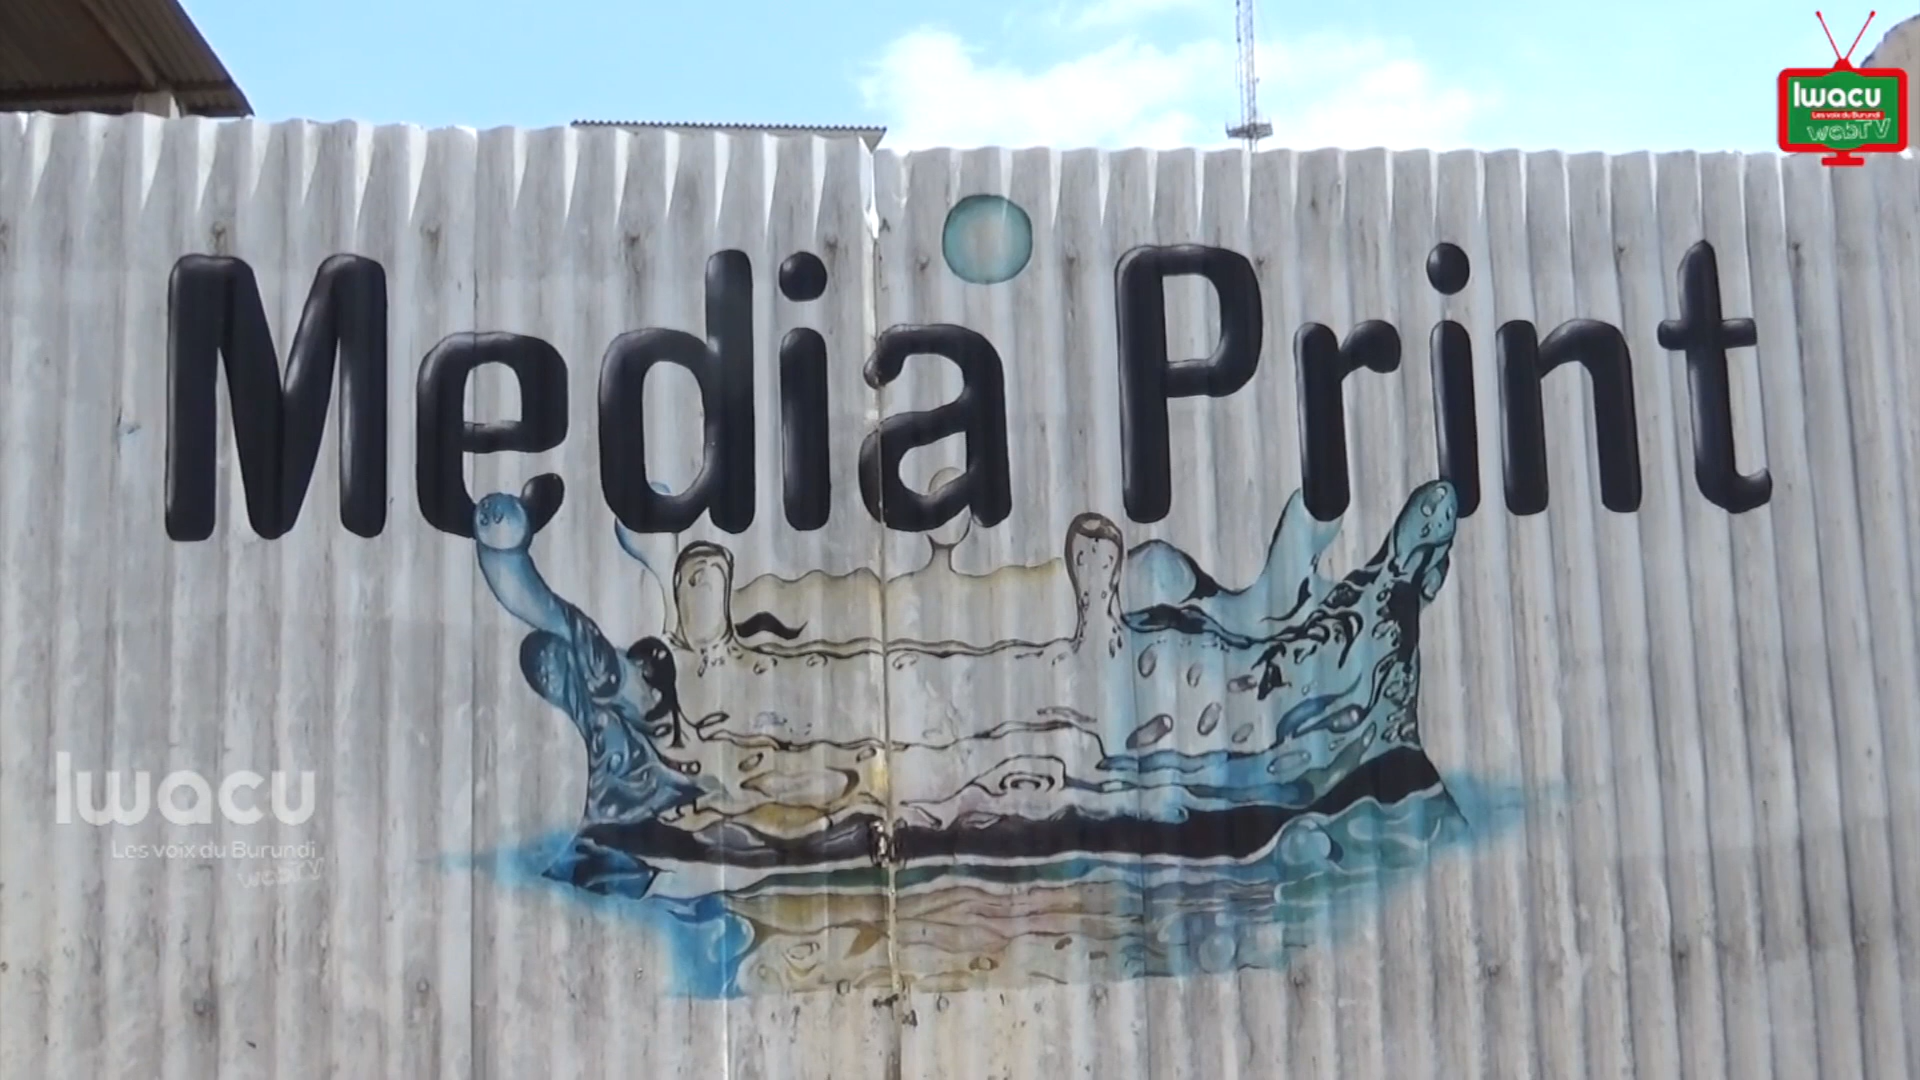 Iwacu
Les voix du Burundi
webTV
Media Print
Iwacu
Les voix du Burundi
webTV